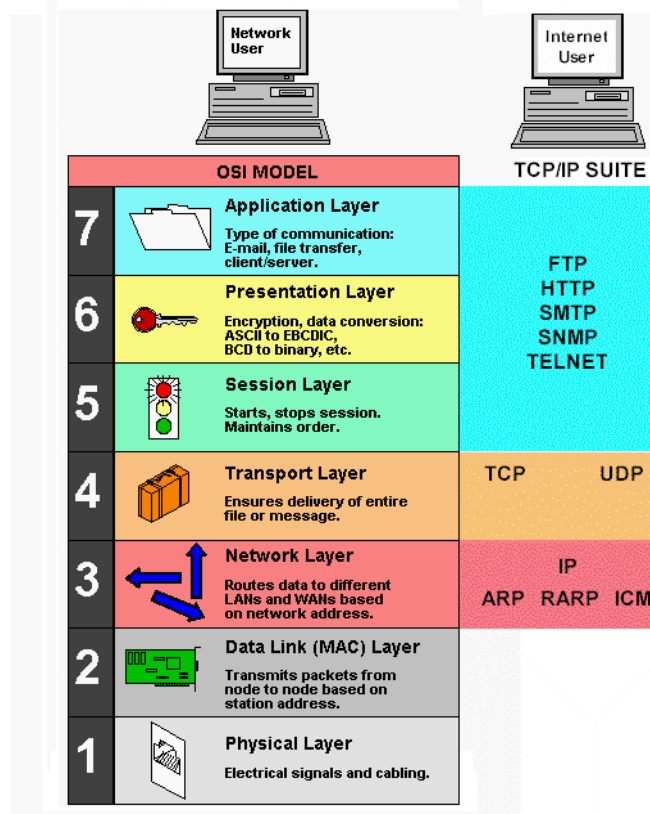 Network
User
Internet
User
OSI MODEL
TCP/IP SUITE
7
Application Layer
Type of communication:
E-mail, file transfer,
client/server.
6
Presentation Layer
Encryption, data conversion:
ASCII to EBCDIC,
BCD to binary, etc.
5
Session Layer
Starts, stops session.
Maintains order.
FTP
HTTP
SMTP
SNMP
TELNET
4
Transport Layer
Ensures delivery of entire
file or message.
TCP UDP
3
Network Layer
Routes data to different
LANs and WANs based
on network address.
IP
ARP RARP ICM
2
Data Link (MAC) Layer
Transmits packets from
node to node based on
station address.
1
Physical Layer
Electrical signals and cabling.